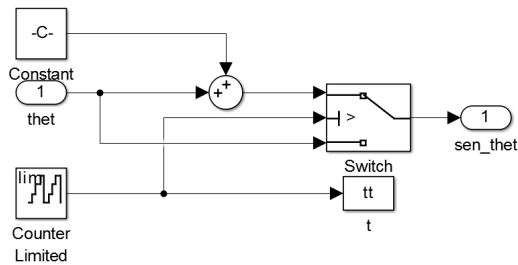 -C-
Constant
1
thet
+
+
>
Switch
1
sen_thet
lim
Counter
Limited
tt
t